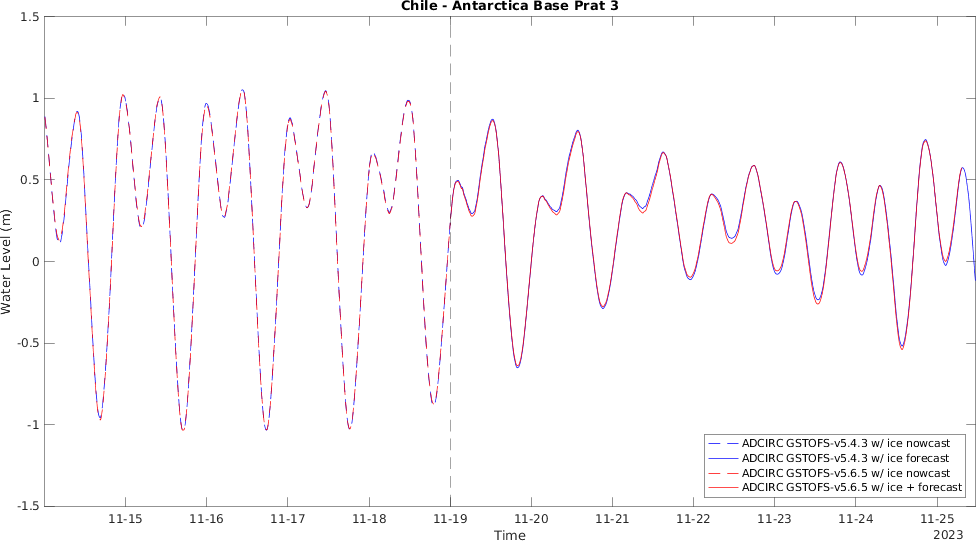 Chile - Antarctica Base Prat 3
1.5
1
0.5
0
-0.5
-1
-1.5
Water Level (m)
11-15
11-16
11-17
11-18
11-19
11-20
11-21
11-22
11-23
11-24
11-25
Time
2023
ADCIRC GSTOFS-v5.4.3 w/ ice nowcast
ADCIRC GSTOFS-v5.4.3 w/ ice forecast
ADCIRC GSTOFS-v5.6.5 w/ ice nowcast
ADCIRC GSTOFS-v5.6.5 w/ ice + forecast